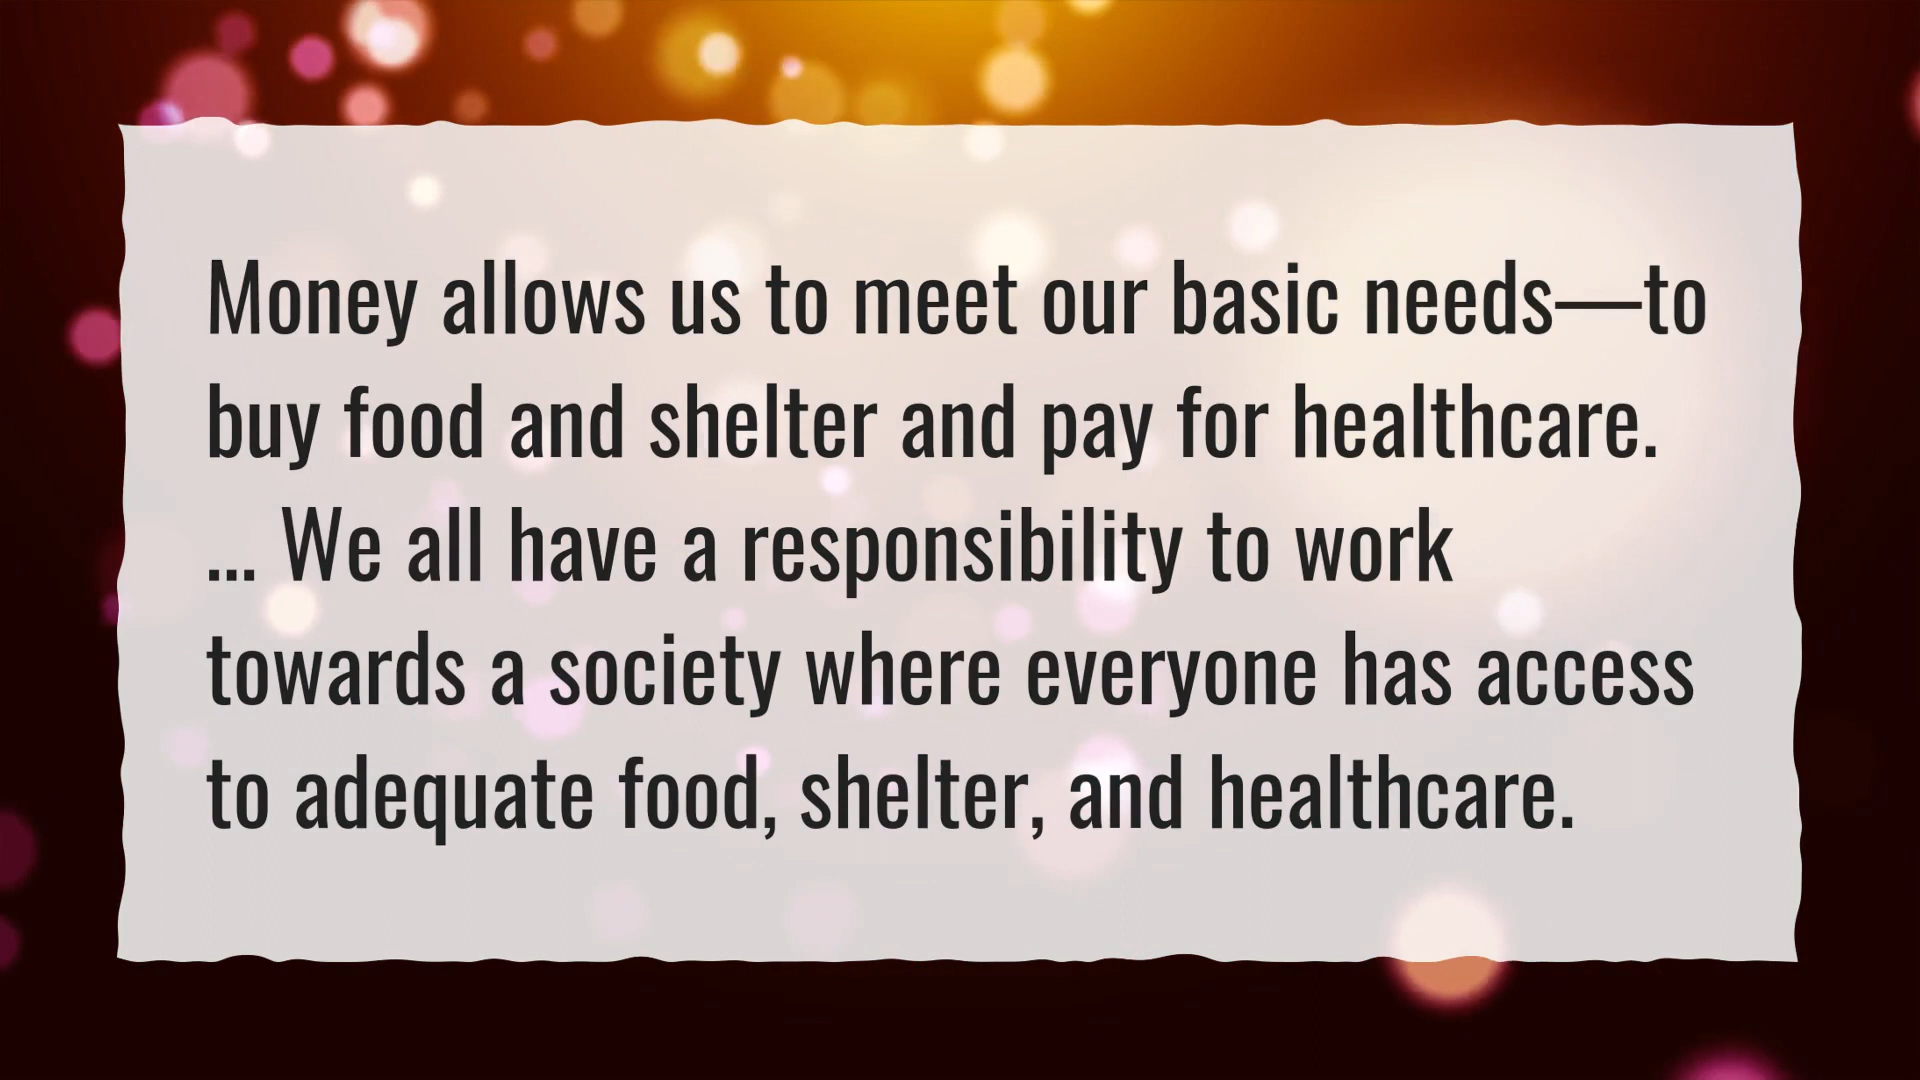 Money allows us to meet our basic needs—to
buy food and shelter and pay for healthcare.
... We all have a responsibility to work
towards a society where everyone has access
to adequate food, shelter, and healthcare.